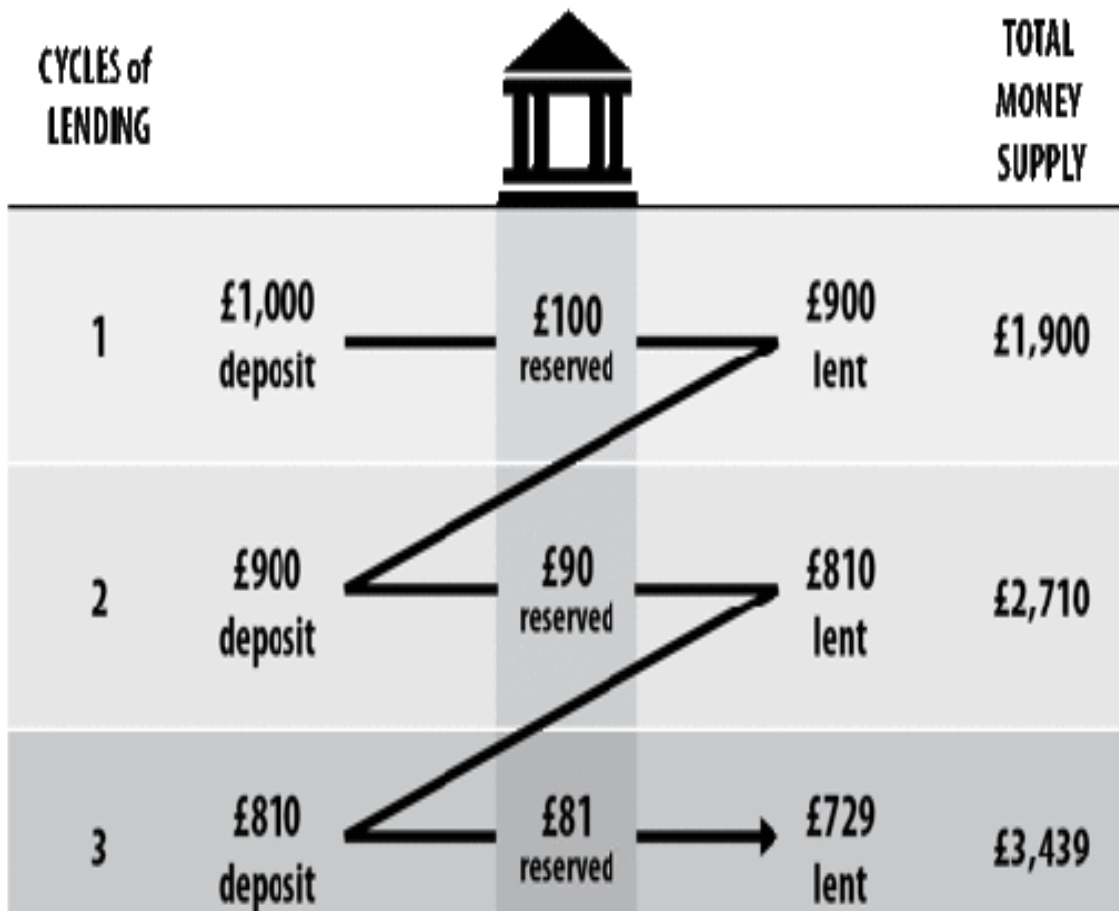 CYCLES of
LENDING
TOTAL
MONEY
SUPPLY
1
£1,000
deposit
£100
reserved
£900
lent
£1,900
2
£900
deposit
£90
reserved
£810
lent
£2,710
3
£810
deposit
£81
reserved
£729
lent
£3,439